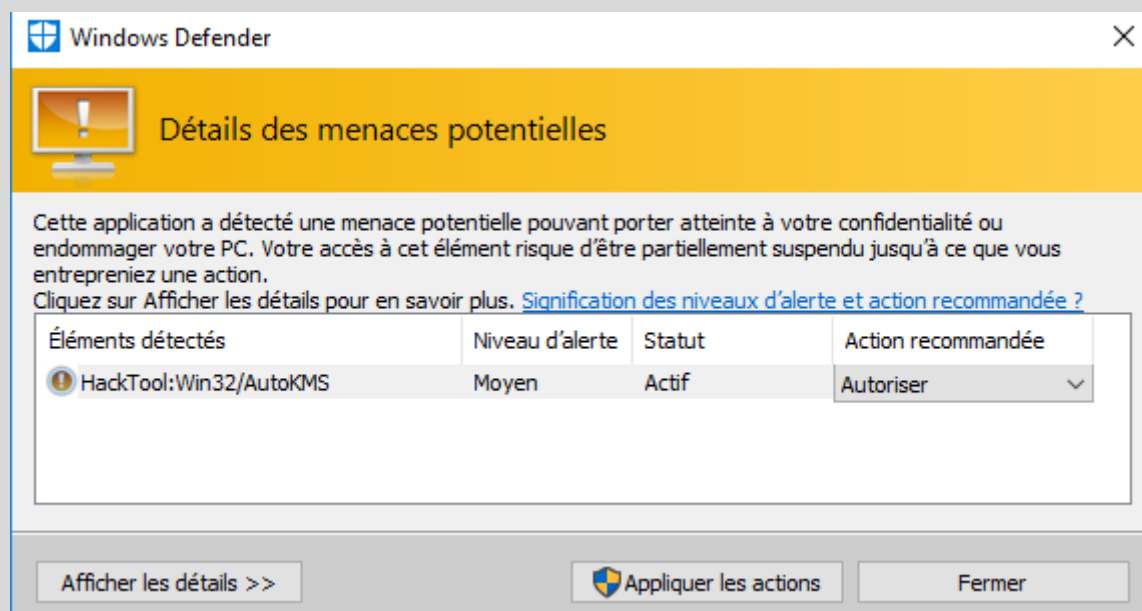 Windows Defender
Détails des menaces potentielles
Cette application a détecté une menace potentielle pouvant porter atteinte à votre confidentialité ou
endommager votre PC. Votre accès à cet élément risque d’être partiellement suspendu jusqu’à ce que vous
entrepreniez une action.
Cliquez sur Afficher les détails pour en savoir plus. Signification des niveaux d’alerte et action recommandée ?
Éléments détectés Niveau d’alerte Statut Action recommandée
HackTool:Win32/AutoKMS Moyen Actif Autoriser
Afficher les détails >> Appliquer les actions Fermer